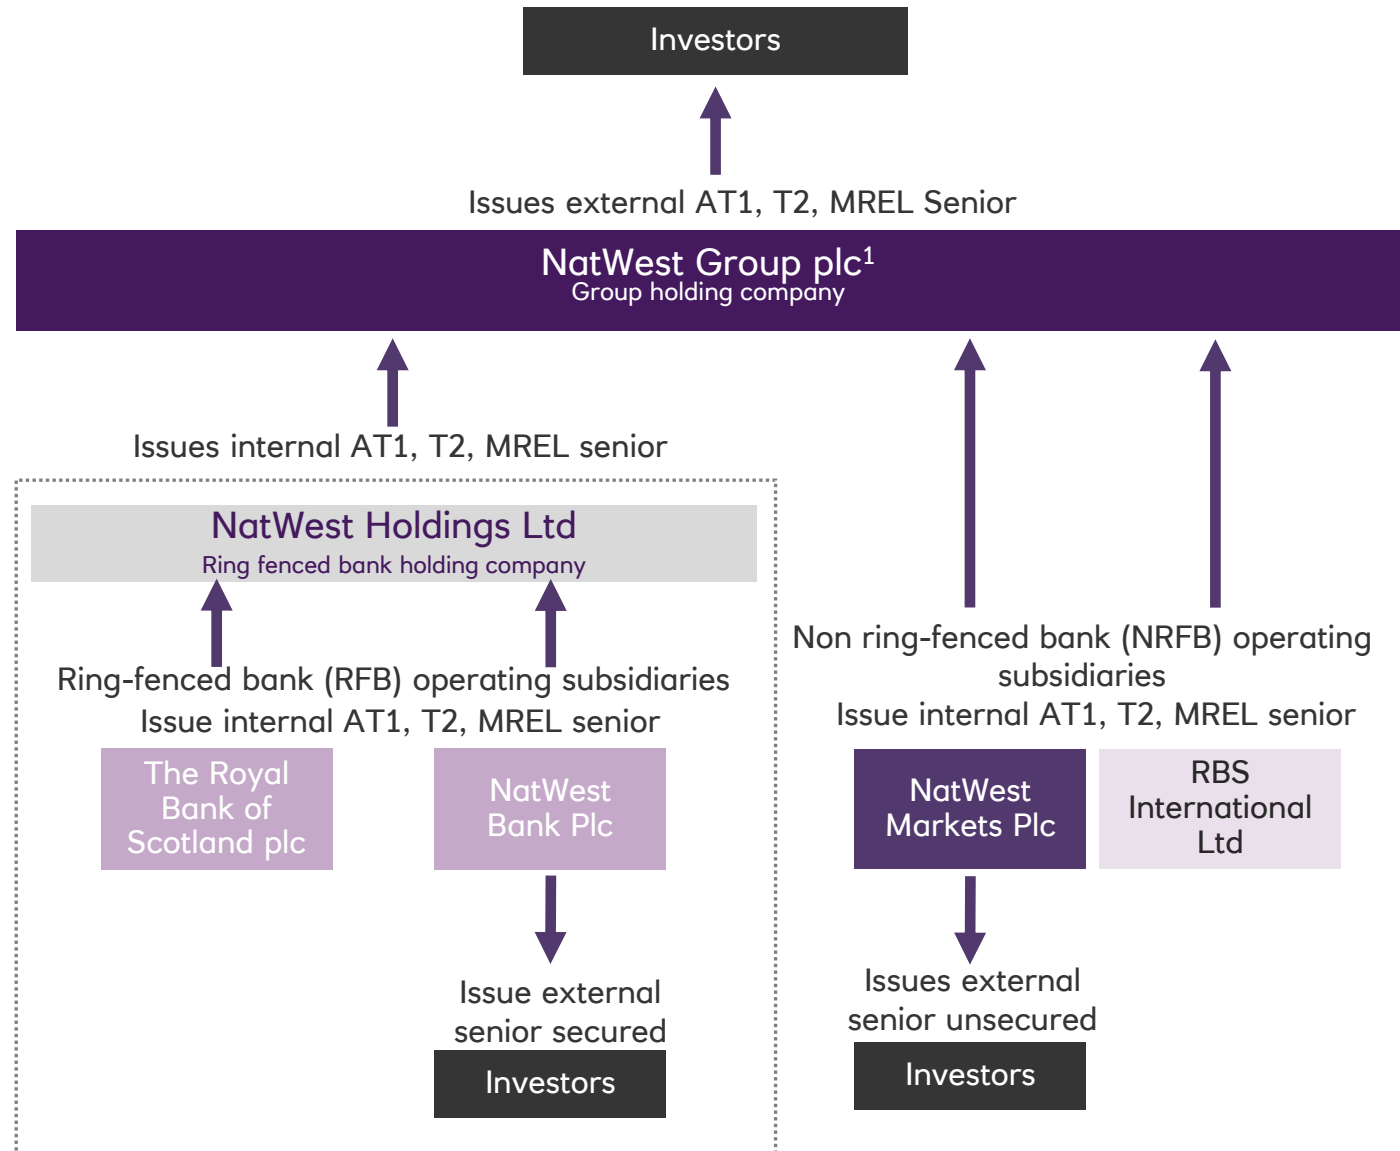 Investors
Issues external AT1, T2, MREL Senior
NatWest Group plc¹
Group holding company
Issues internal AT1, T2, MREL senior
NatWest Holdings Ltd
Ring fenced bank holding company
Ring-fenced bank (RFB) operating subsidiaries
Issue internal AT1, T2, MREL senior
Non ring-fenced bank (NRFB) operating
subsidiaries
Issue internal AT1, T2, MREL senior
The Royal
Bank of
Scotland plc
NatWest
Bank Plc
NatWest
Markets Plc
RBS
International
Ltd
Issue external
senior secured
Investors
Issues external
senior unsecured
Investors